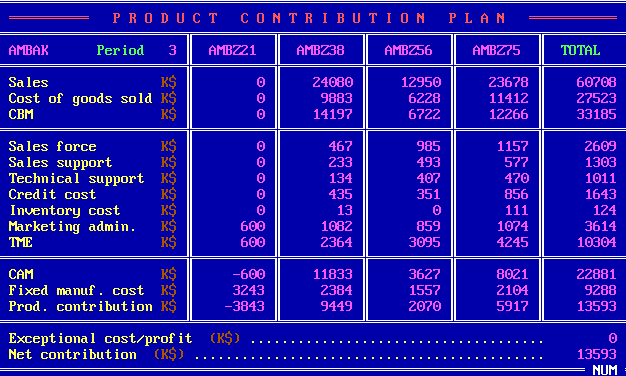 PRODUCT CONTRIBUTION PLAN
AMBAK Period 3 AMBZ21 AMBZ38 AMBZ56 AMBZ75 TOTAL
Sales K$ 0 24080 12950 23678 60708
Cost of goods sold K$ 0 9883 6228 11412 27523
CBM K$ 0 14197 6722 12266 33185
Sales force K$ 0 467 985 1157 2609
Sales support K$ 0 233 493 577 1303
Technical support K$ 0 134 407 470 1011
Credit cost K$ 0 435 351 856 1643
Inventory cost K$ 0 13 0 111 124
Marketing admin. K$ 600 1082 859 1074 3614
TME K$ 600 2364 3095 4245 10304
CAM K$ -600 11833 3627 8021 22881
Fixed manuf. cost K$ 3243 2384 1557 2104 9288
Prod. contribution K$ -3843 9449 2070 5917 13593
Exceptional cost/profit (K$) ..................................... 0
Net contribution (K$) ............................................ 13593
NUM